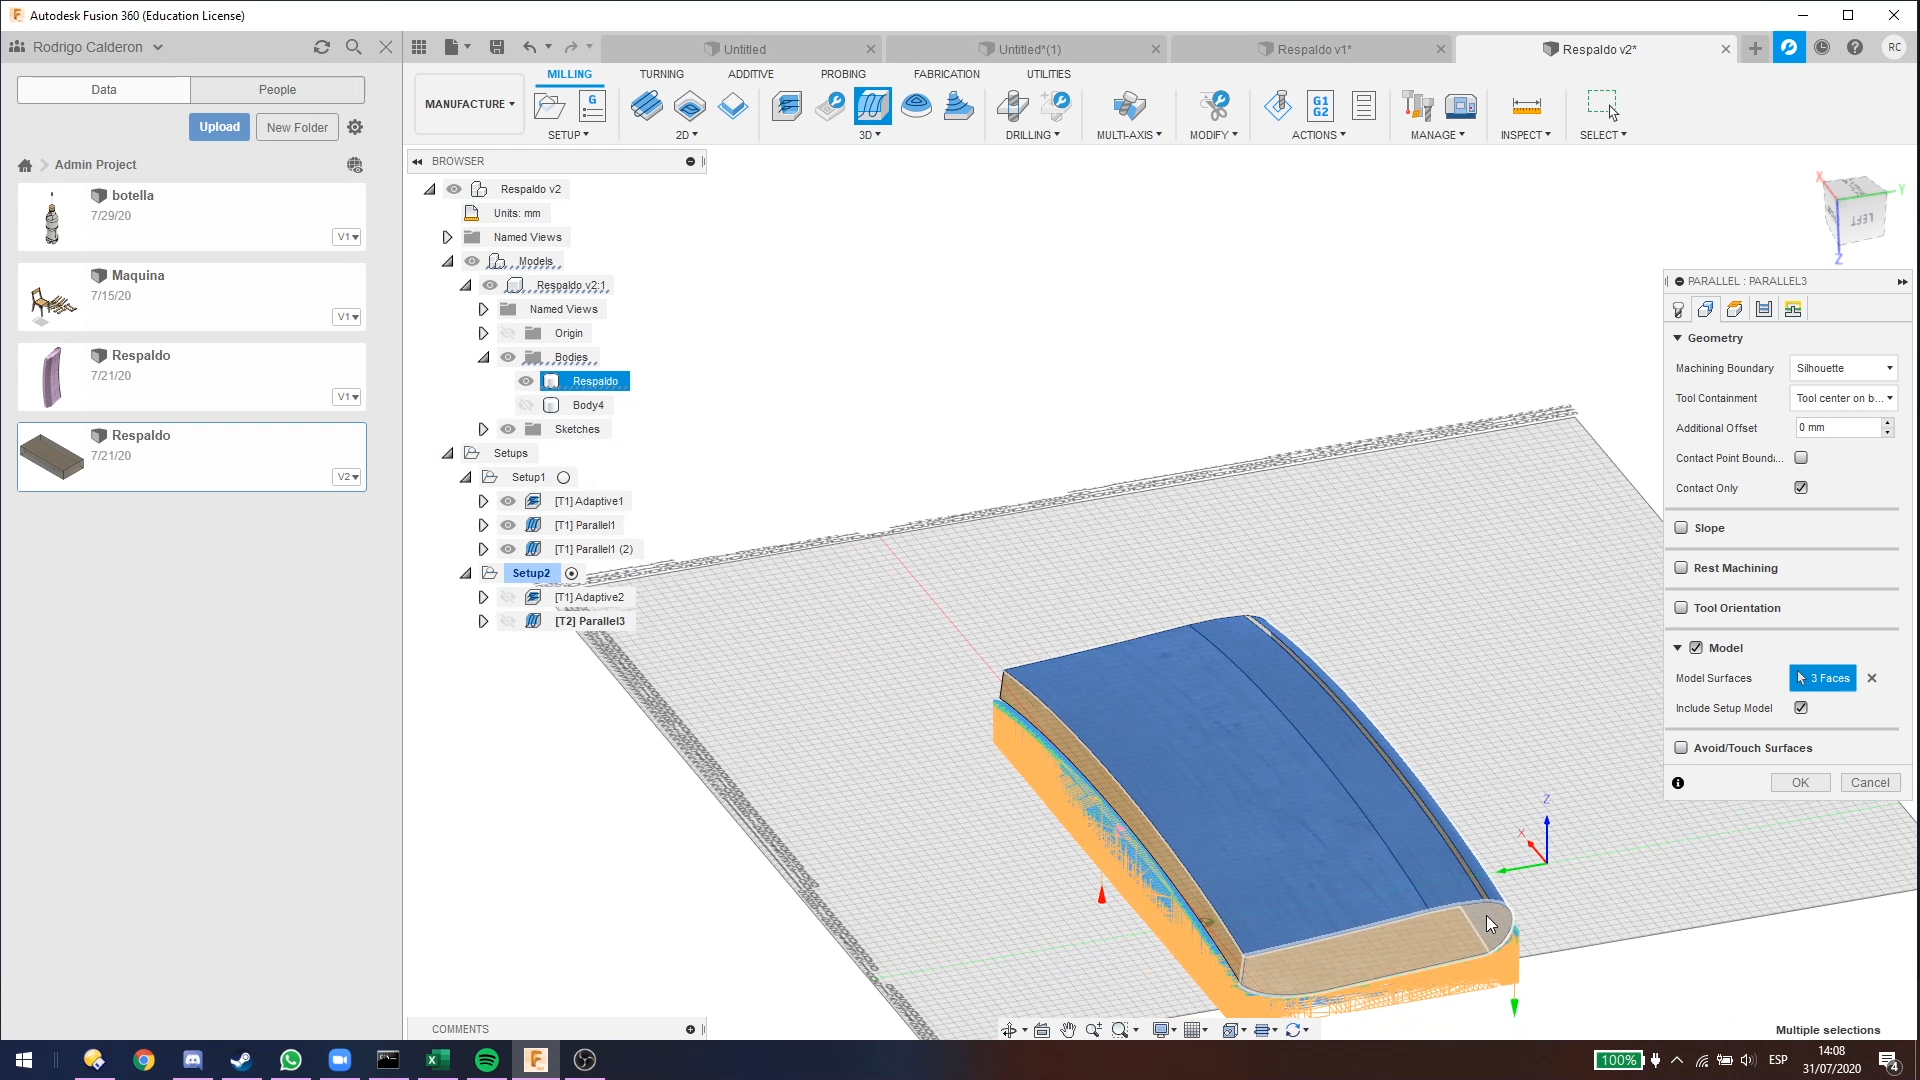 Autodesk Fusion 360 (Education License)
Rodrigo Calderon
Untitled
Untitled*(1)
Respaldo v1*
Respaldo v2*
RC
Data
People
Upload
New Folder
Admin Project
botella
7/29/20
V1
Maquina
7/15/20
V1
Respaldo
7/21/20
V1
Respaldo
7/21/20
V2
MILLING
TURNING
ADDITIVE
PROBING
FABRICATION
UTILITIES
MANUFACTURE
G
G1
G2
SETUP
2D
3D
DRILLING
MULTI-AXIS
MODIFY
ACTIONS
MANAGE
INSPECT
SELECT
BROWSER
Respaldo v2
Units: mm
Named Views
Models
Respaldo v2:1
Named Views
Origin
Bodies
Respaldo
Body4
Sketches
Setups
Setup1
[T1] Adaptive1
[T1] Parallel1
[T1] Parallel1 (2)
Setup2
[T1] Adaptive2
[T2] Parallel3
X
Y
LEFT
Z
PARALLEL : PARALLEL3
Geometry
Machining Boundary
Silhouette
Tool Containment
Tool center on b...
Additional Offset
0 mm
Contact Point Bounda...
Contact Only
Slope
Rest Machining
Tool Orientation
Model
Model Surfaces
3 Faces
Include Setup Model
Avoid/Touch Surfaces
OK
Cancel
Z
X
COMMENTS
Multiple selections
100%
ESP
14:08
31/07/2020
4